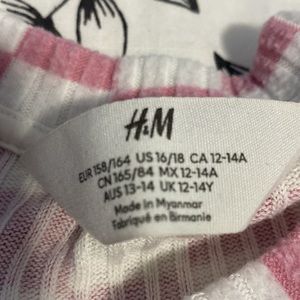 H&M
EUR 158/164 US 16/18 CA 12-14A
CN 165/84 MX 12-14A
AUS 13-14 UK 12-14Y
Made in Myanmar
Fabriqué en Birmanie